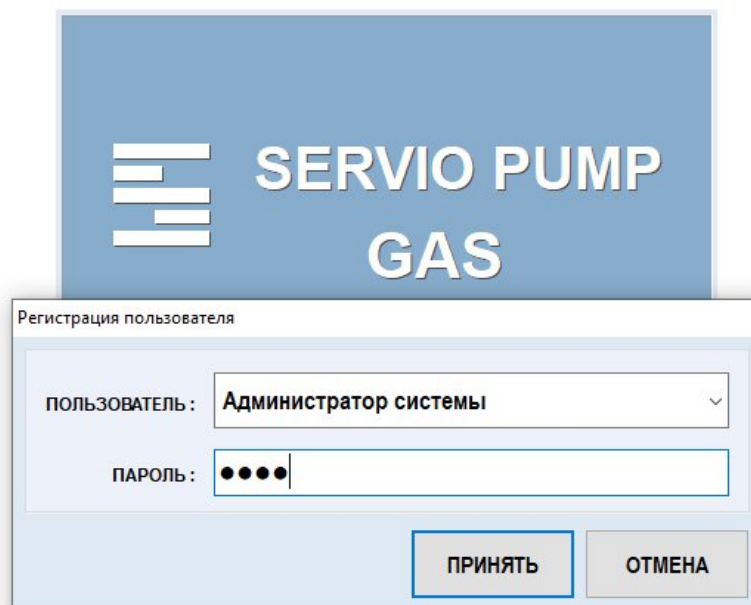 SERVIO PUMP
GAS
Регистрация пользователя
ПОЛЬЗОВАТЕЛЬ :
Администратор системы
ПАРОЛЬ :
●●●●
ПРИНЯТЬ
ОТМЕНА